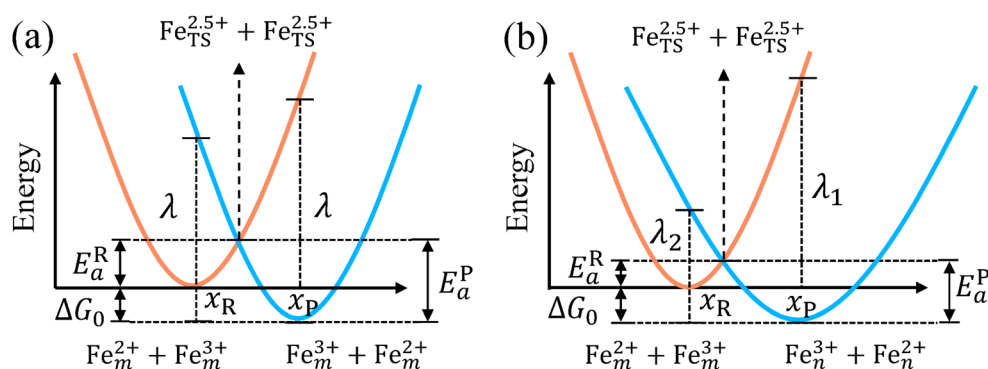 (a)
Fe_TS^2.5+ + Fe_TS^2.5+
Energy
λ
λ
E_a^R
E_a^P
ΔG_0
x_R
x_P
Fe_m^2+ + Fe_m^3+
Fe_m^3+ + Fe_m^2+
(b)
Fe_TS^2.5+ + Fe_TS^2.5+
Energy
λ_1
λ_2
E_a^R
E_a^P
ΔG_0
x_R
x_P
Fe_m^2+ + Fe_m^3+
Fe_n^3+ + Fe_n^2+